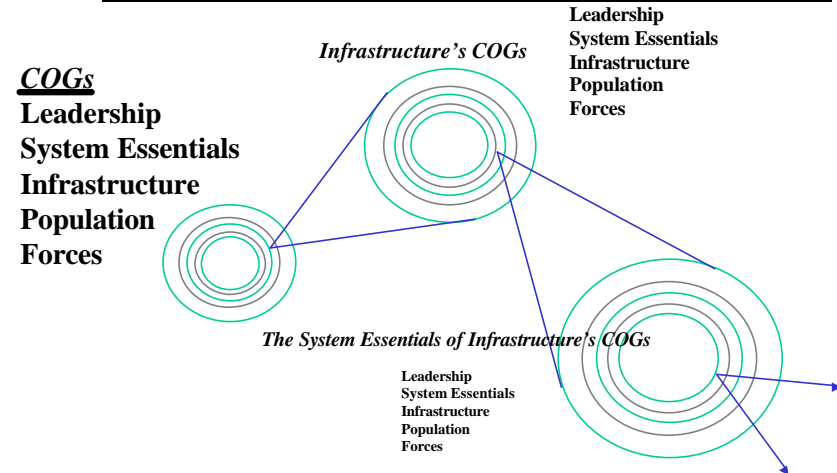 COGs
Leadership
System Essentials
Infrastructure
Population
Forces
Infrastructure's COGs
Leadership
System Essentials
Infrastructure
Population
Forces
The System Essentials of Infrastructure's COGs
Leadership
System Essentials
Infrastructure
Population
Forces